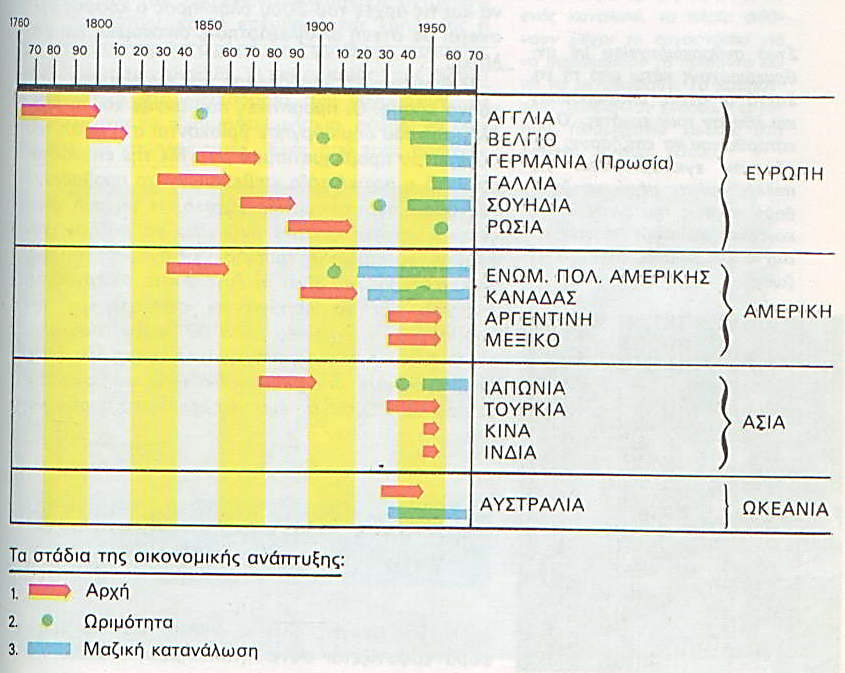 1760 1800 1850 1900 1950
70 80 90 10 20 30 40 60 70 80 90 10 20 30 40 60 70
ΑΓΓΛΙΑ
ΒΕΛΓΙΟ
ΓΕΡΜΑΝΙΑ (Πρωσία)
ΓΑΛΛΙΑ
ΣΟΥΗΔΙΑ
ΡΩΣΙΑ
ΕΥΡΩΠΗ
ΕΝΩΜ. ΠΟΛ. ΑΜΕΡΙΚΗΣ
ΚΑΝΑΔΑΣ
ΑΡΓΕΝΤΙΝΗ
ΜΕΞΙΚΟ
ΑΜΕΡΙΚΗ
ΙΑΠΩΝΙΑ
ΤΟΥΡΚΙΑ
ΚΙΝΑ
ΙΝΔΙΑ
ΑΣΙΑ
ΑΥΣΤΡΑΛΙΑ
ΩΚΕΑΝΙΑ
Τα στάδια της οικονομικής ανάπτυξης:
1. Αρχή
2. Ωριμότητα
3. Μαζική κατανάλωση